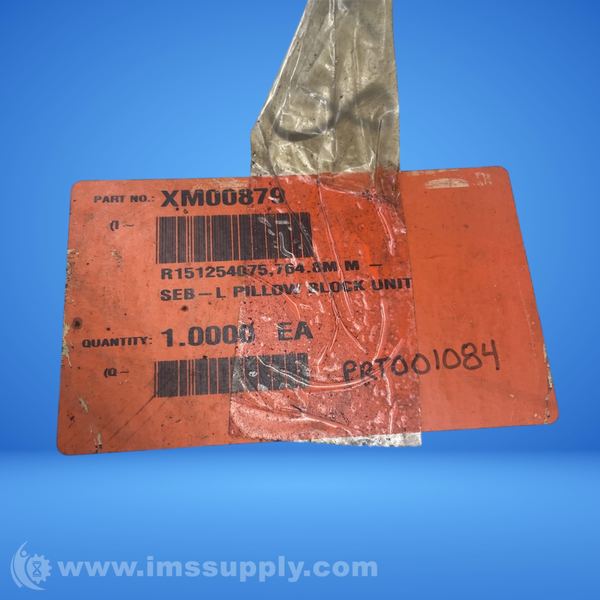 PART NO.: XM00879
(I –
R151254075,764.8M M –
SEB–L PILLOW BLOCK UNIT
QUANTITY: 1.0000 EA
(Q –
PRT001084
www.imssupply.com